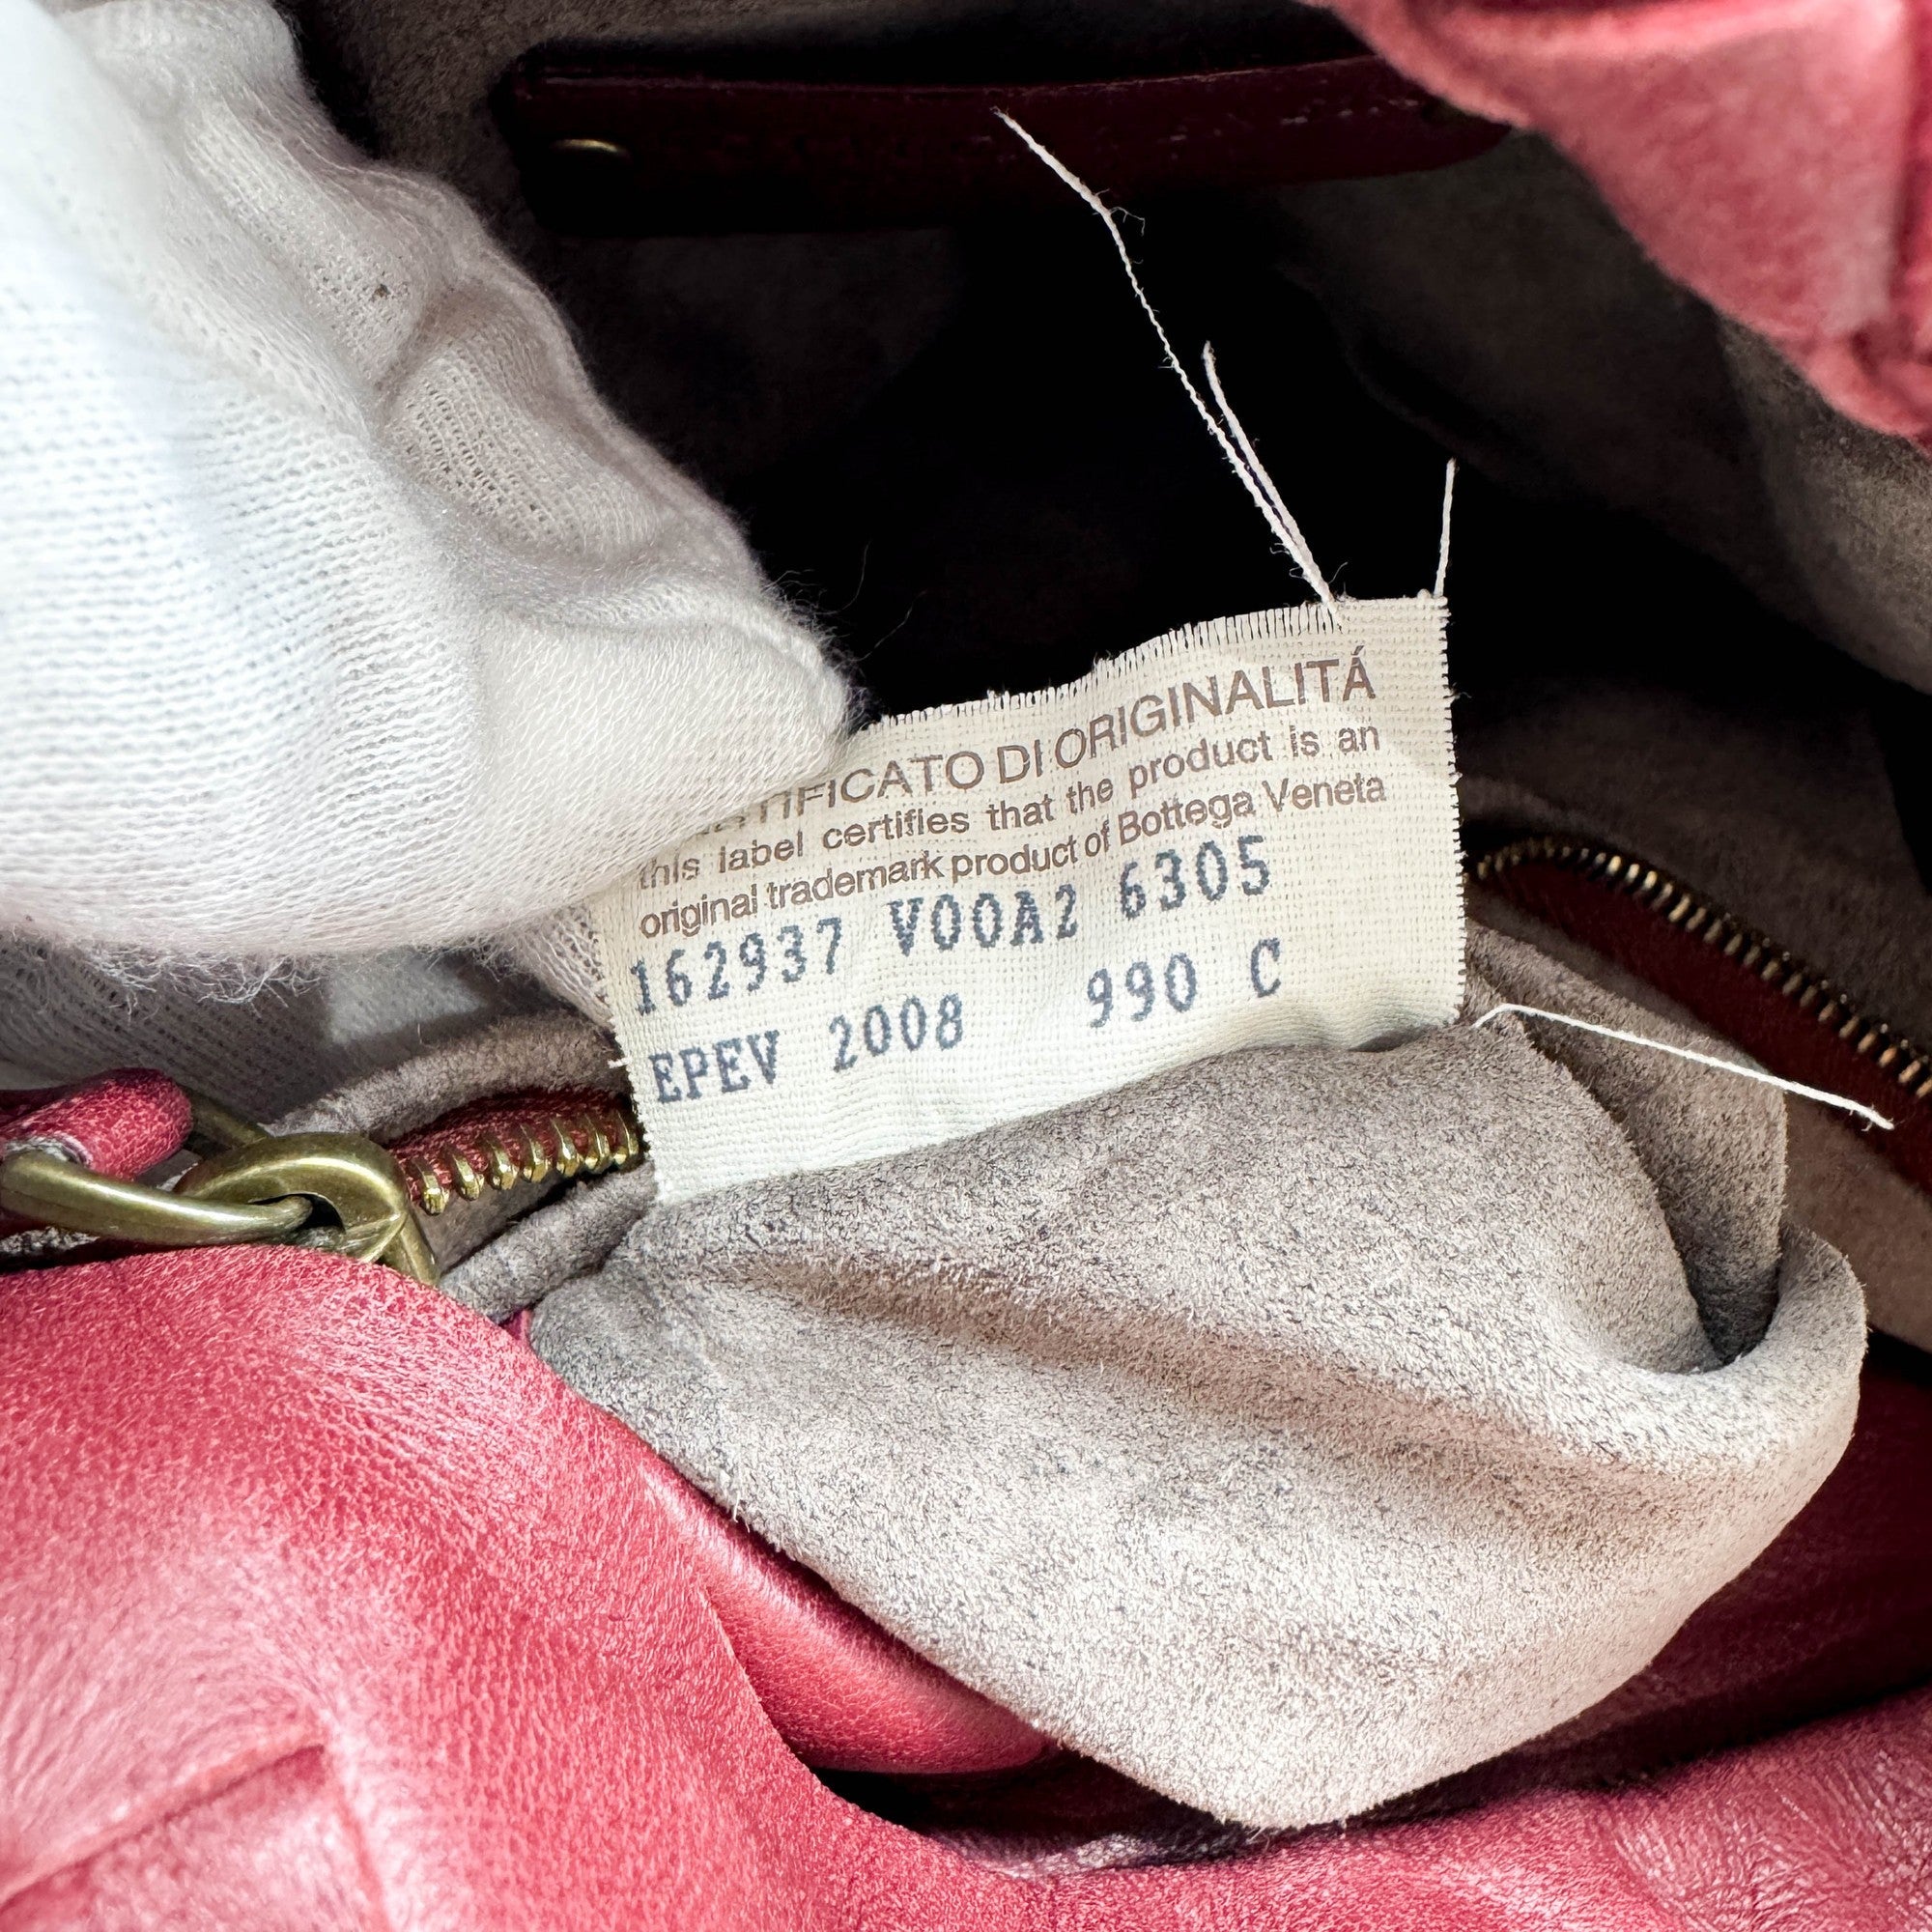 TIFICATO DI ORIGINALITÁ
this label certifies that the product is an
original trademark product of Bottega Veneta
162937 V00A2 6305
EPEV 2008 990 C